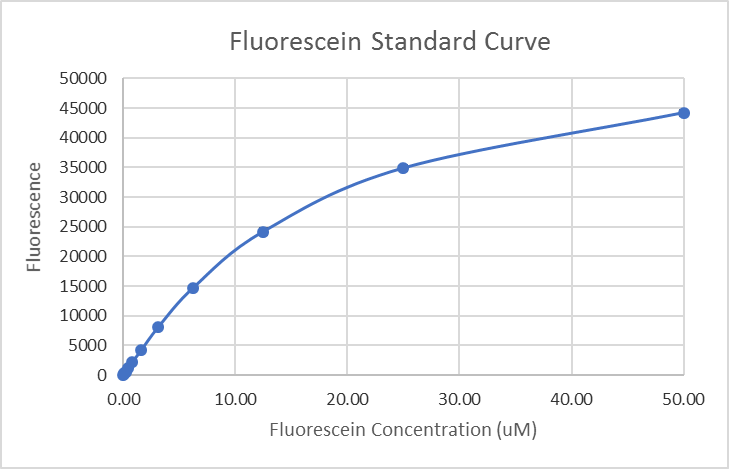 Fluorescein Standard Curve
50000
45000
40000
35000
30000
25000
20000
15000
10000
5000
0
Fluorescence
0.00 10.00 20.00 30.00 40.00 50.00
Fluorescein Concentration (uM)